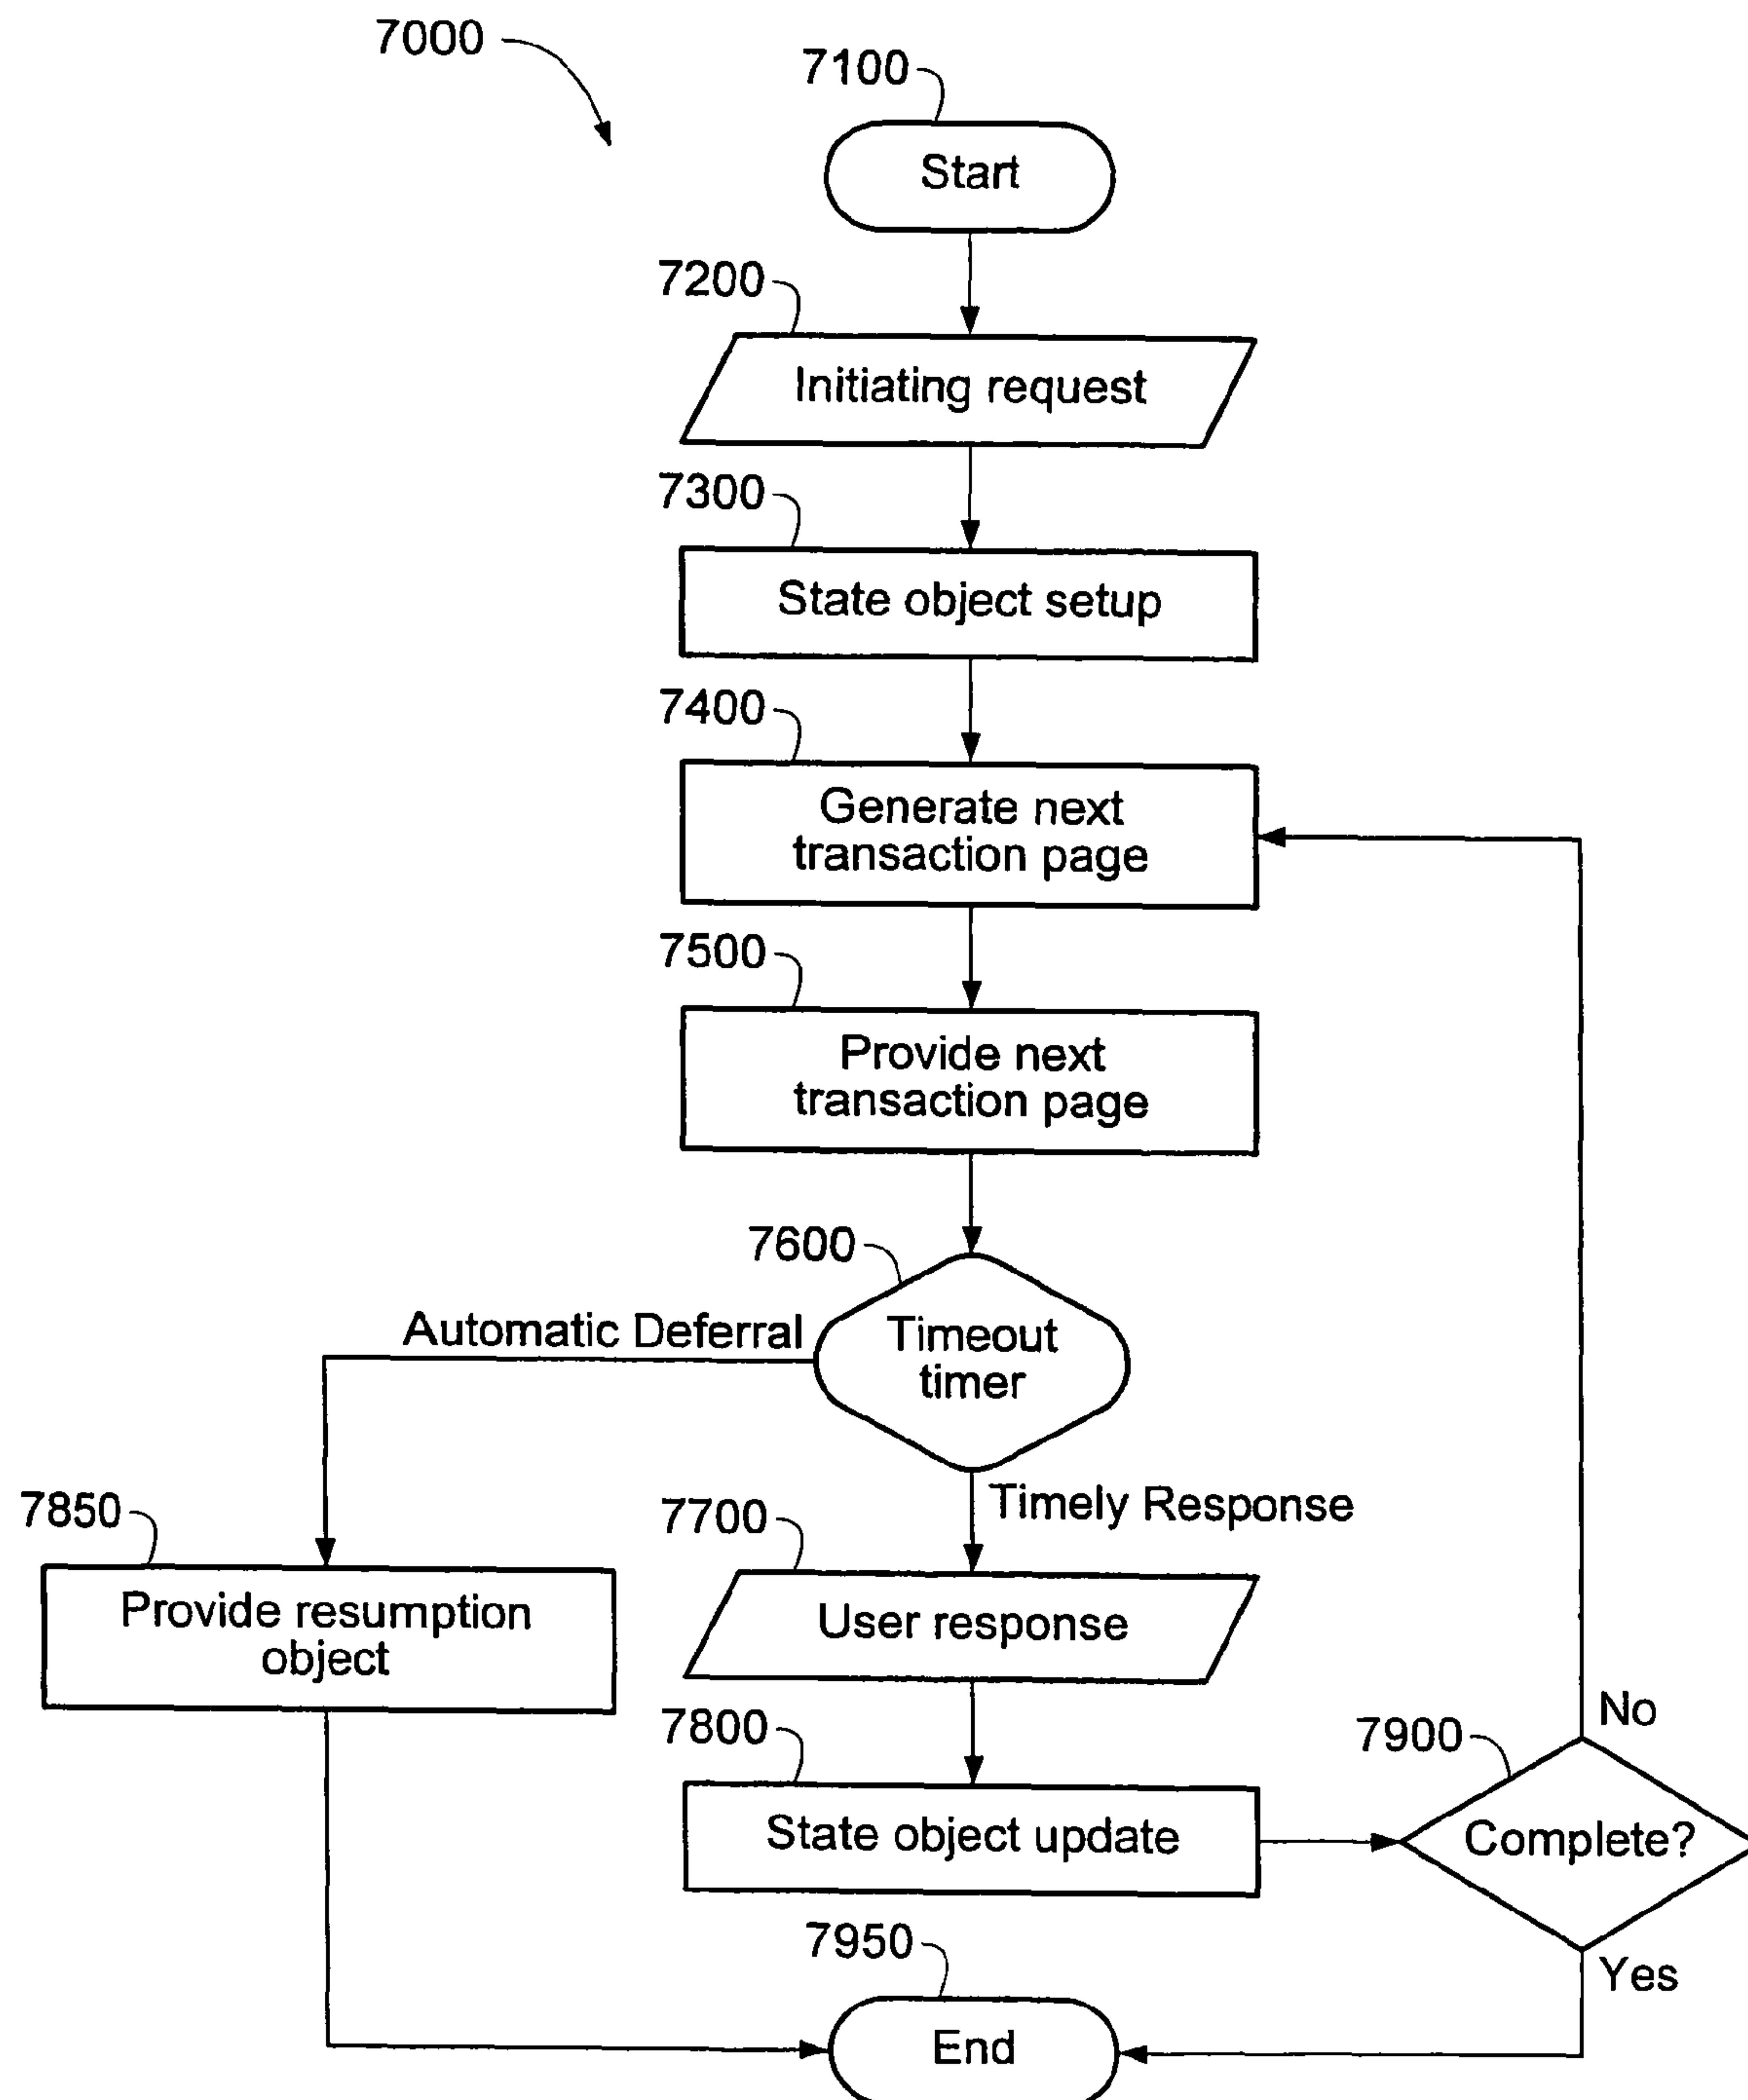 7000
7100
Start
7200
Initiating request
7300
State object setup
7400
Generate next
transaction page
7500
Provide next
transaction page
7600
Automatic Deferral
Timeout
timer
Timely Response
7850
Provide resumption
object
7700
User response
7800
State object update
No
7900
Complete?
Yes
7950
End